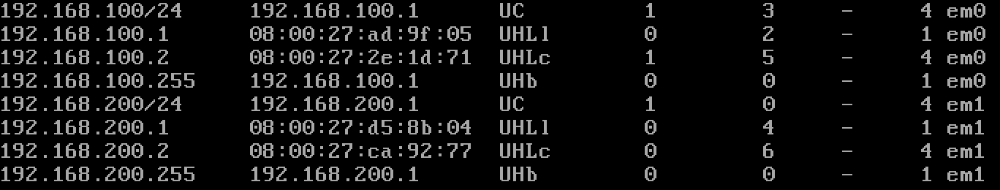 192.168.100/24     192.168.100.1      UC         1        3     -     4 em0
192.168.100.1      08:00:27:ad:9f:05  UHLl       0        2     -     1 em0
192.168.100.2      08:00:27:2e:1d:71  UHLc       1        5     -     4 em0
192.168.100.255    192.168.100.1      UHb        0        0     -     1 em0
192.168.200/24     192.168.200.1      UC         1        0     -     4 em1
192.168.200.1      08:00:27:d5:8b:04  UHLl       0        4     -     1 em1
192.168.200.2      08:00:27:ca:92:77  UHLc       0        6     -     4 em1
192.168.200.255    192.168.200.1      UHb        0        0     -     1 em1